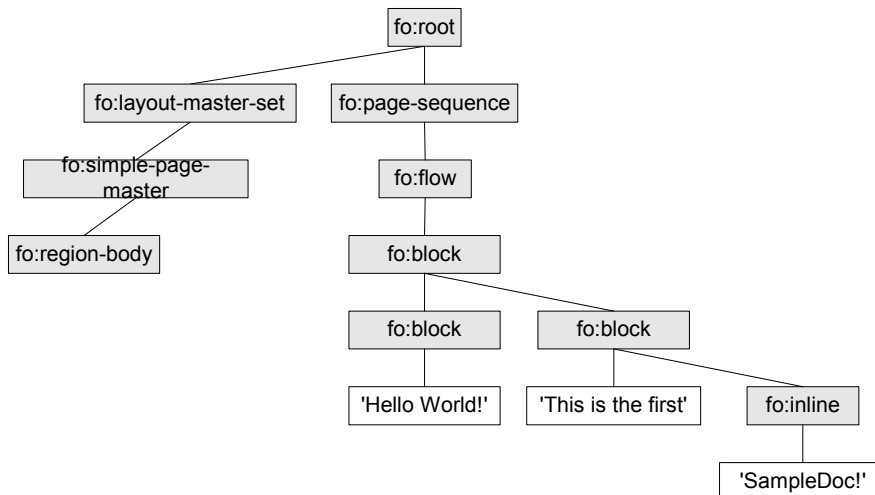 fo:root
fo:layout-master-set
fo:page-sequence
fo:simple-page-
master
fo:flow
fo:region-body
fo:block
fo:block
fo:block
'Hello World!'
'This is the first'
fo:inline
'SampleDoc!'